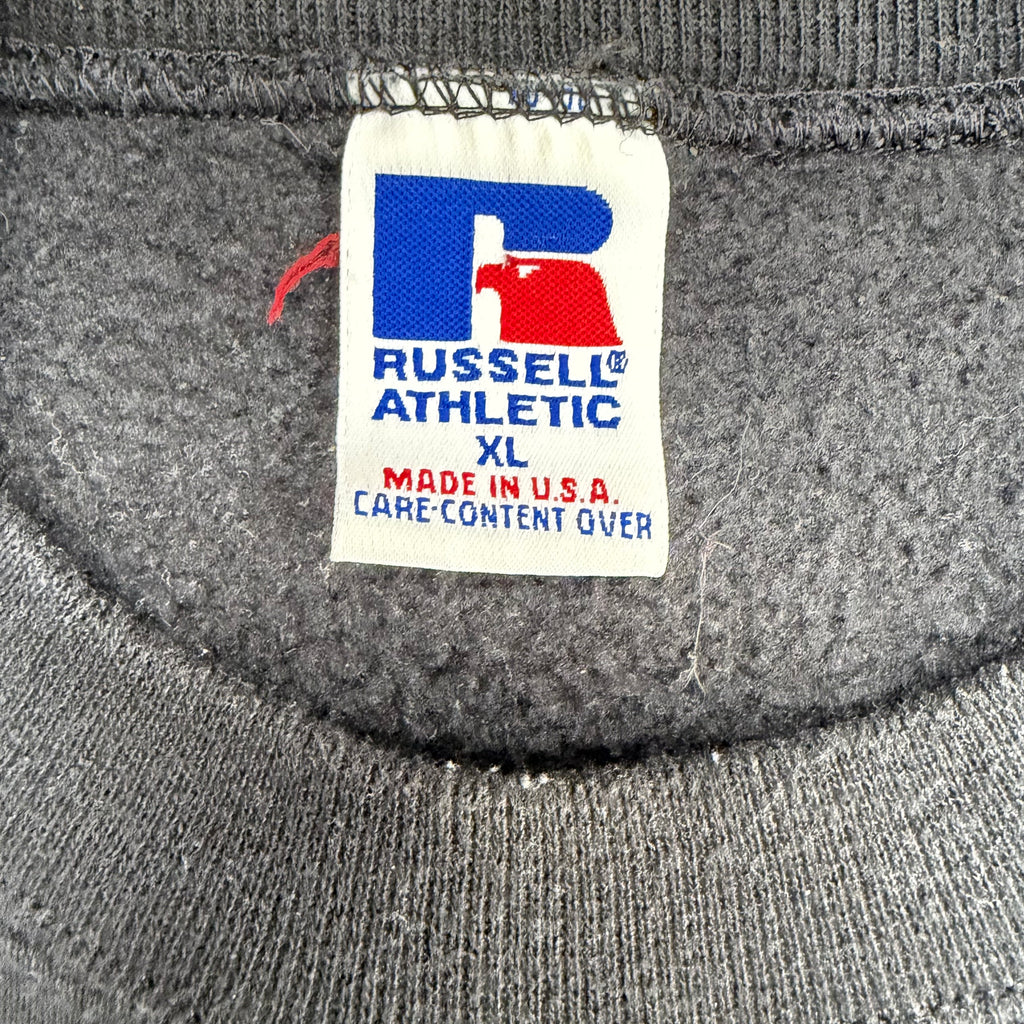 RUSSELL®
ATHLETIC
XL
MADE IN U.S.A.
CARE-CONTENT OVER